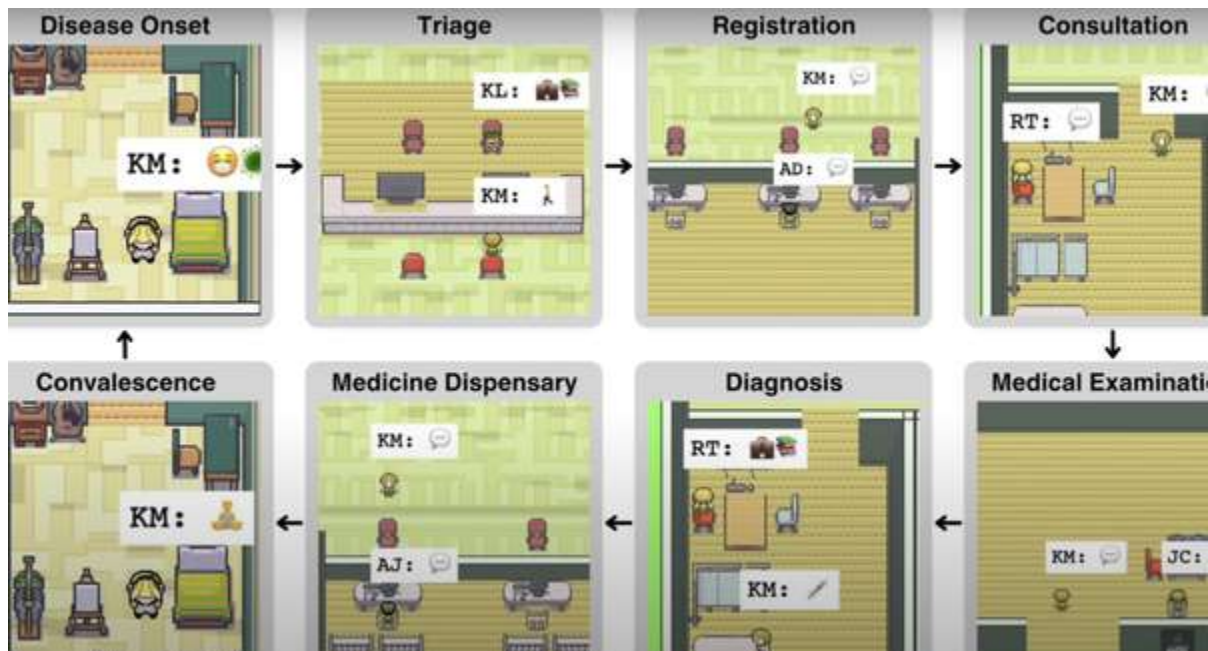 Disease Onset
Triage
Registration
Consultation
KM:
KL:
KM:
KM:
AD:
RT:
KM:
Convalescence
Medicine Dispensary
Diagnosis
Medical Examinatio
KM:
KM:
AJ:
RT:
KM:
KM:
JC: